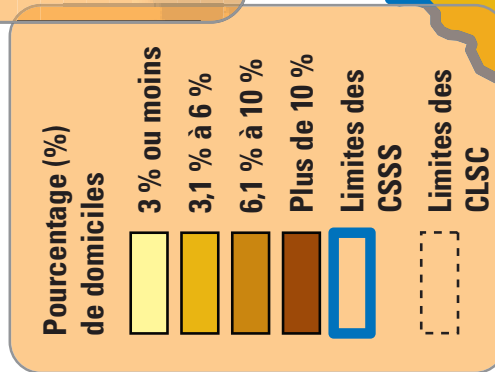 Pourcentage (%)
de domiciles
3 % ou moins
3,1 % à 6 %
6,1 % à 10 %
Plus de 10 %
Limites des
CSSS
Limites des
CLSC